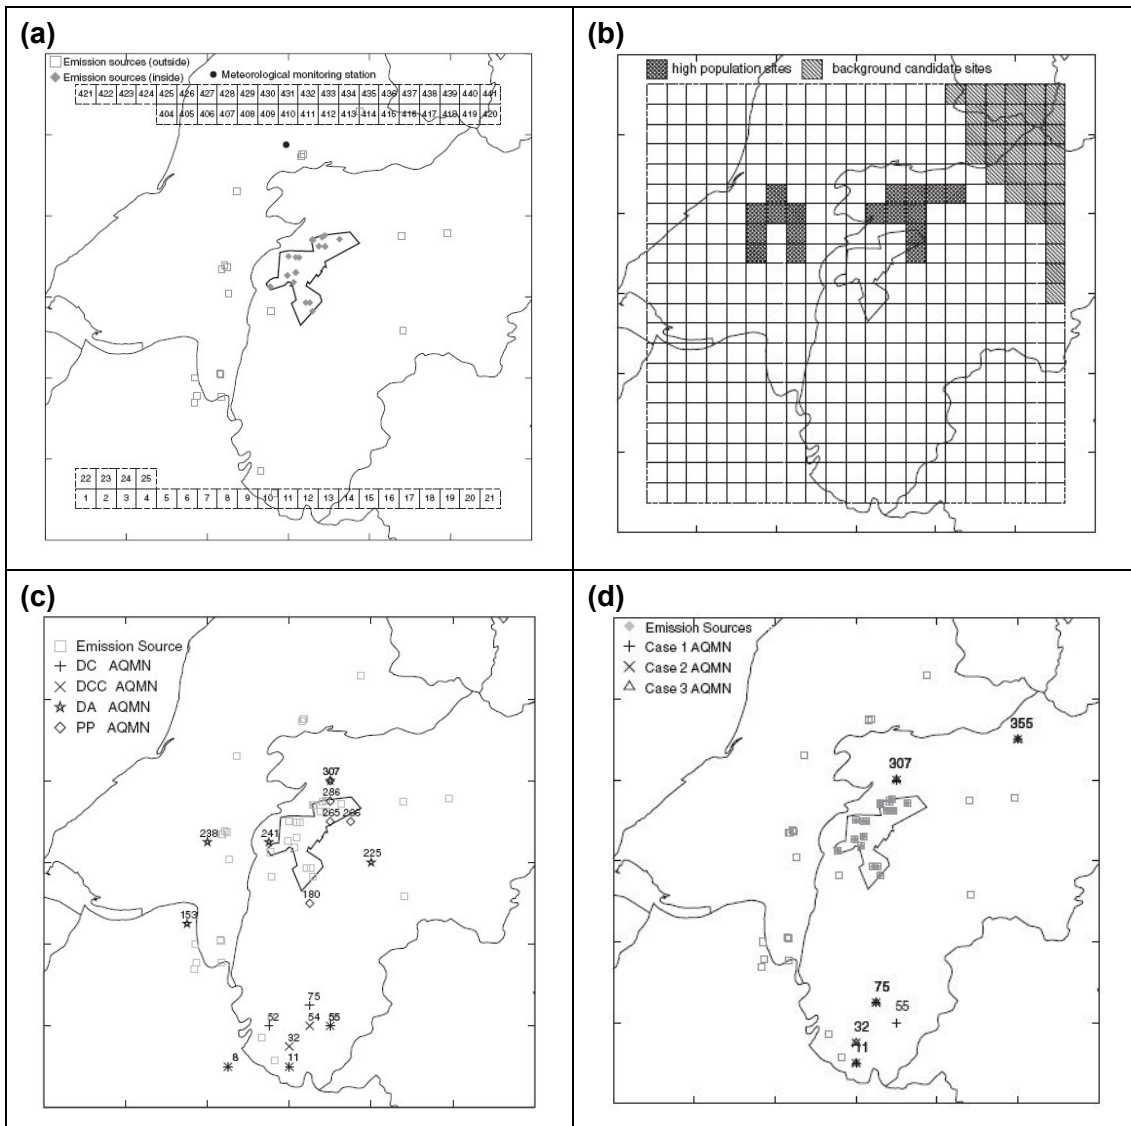 (a)
Emission sources (outside)
Emission sources (inside)
Meteorological monitoring station
421 422 423 424 425 426 427 428 429 430 431 432 433 434 435 436 437 438 439 440 441
404 405 406 407 408 409 410 411 412 413 414 415 416 417 418 419 420
22 23 24 25
1 2 3 4 5 6 7 8 9 10 11 12 13 14 15 16 17 18 19 20 21
(b)
high population sites
background candidate sites
(c)
Emission Source
DC AQMN
DCC AQMN
DA AQMN
PP AQMN
307
286
265 266
238
241
225
180
153
75
52
54
55
32
8
11
(d)
Emission Sources
Case 1 AQMN
Case 2 AQMN
Case 3 AQMN
355
307
75
55
32
11